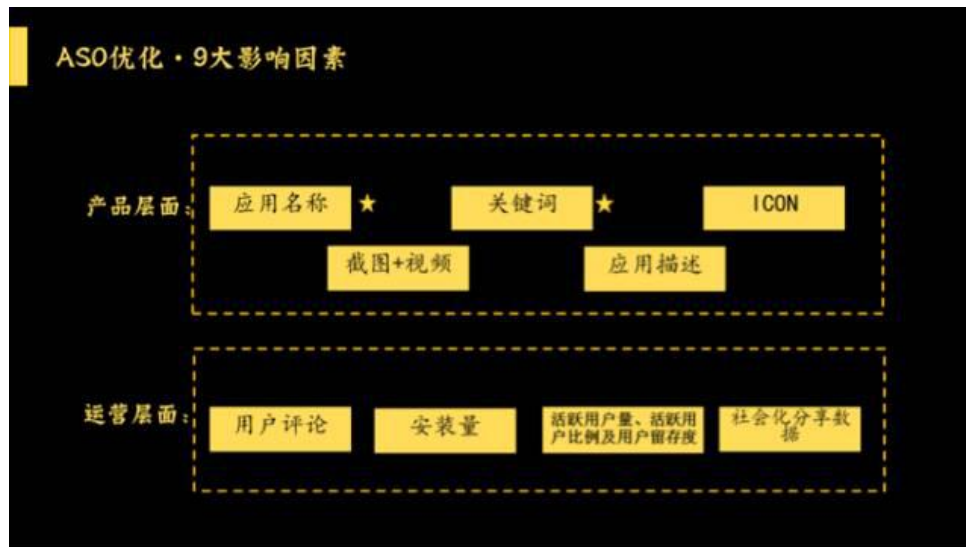 ASO优化·9大影响因素
产品层面：
应用名称 ★
关键词 ★
ICON
截图+视频
应用描述
运营层面：
用户评论
安装量
活跃用户量、活跃用
户比例及用户留存度
社会化分享数
据